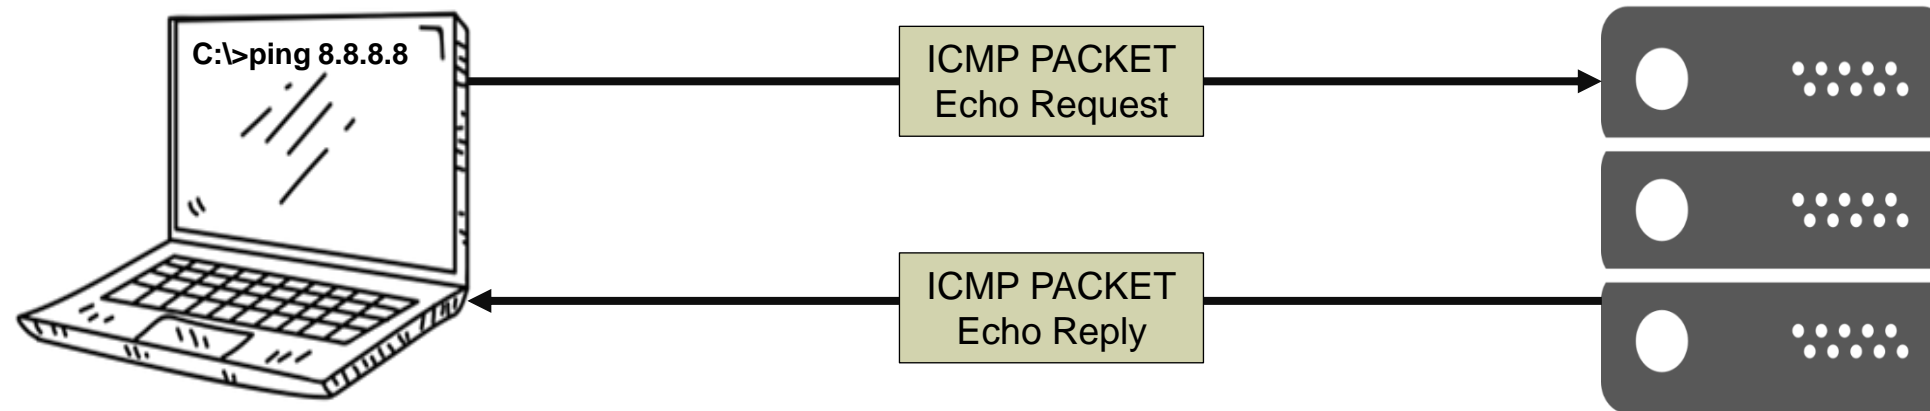 C:\>ping 8.8.8.8
ICMP PACKET
Echo Request
ICMP PACKET
Echo Reply